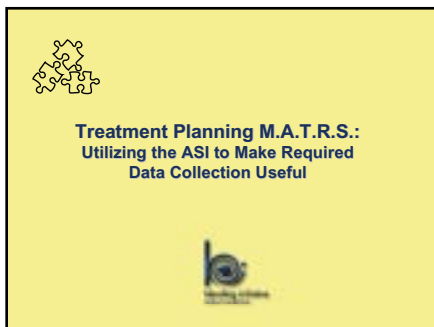 Treatment Planning M.A.T.R.S.:
Utilizing the ASI to Make Required
Data Collection Useful